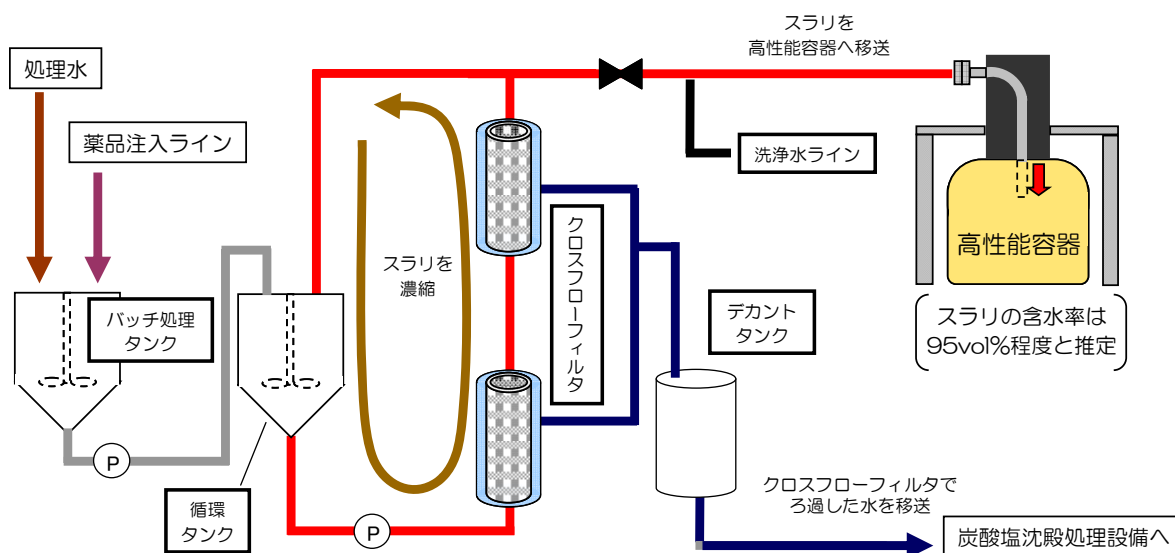 処理水
薬品注入ライン
バッチ処理
タンク
P
循環
タンク
P
スラリを
濃縮
クロスフローフィルタ
スラリを
高性能容器へ移送
洗浄水ライン
高性能容器
スラリの含水率は
95vol%程度と推定
デカント
タンク
クロスフローフィルタで
ろ過した水を移送
炭酸塩沈殿処理設備へ